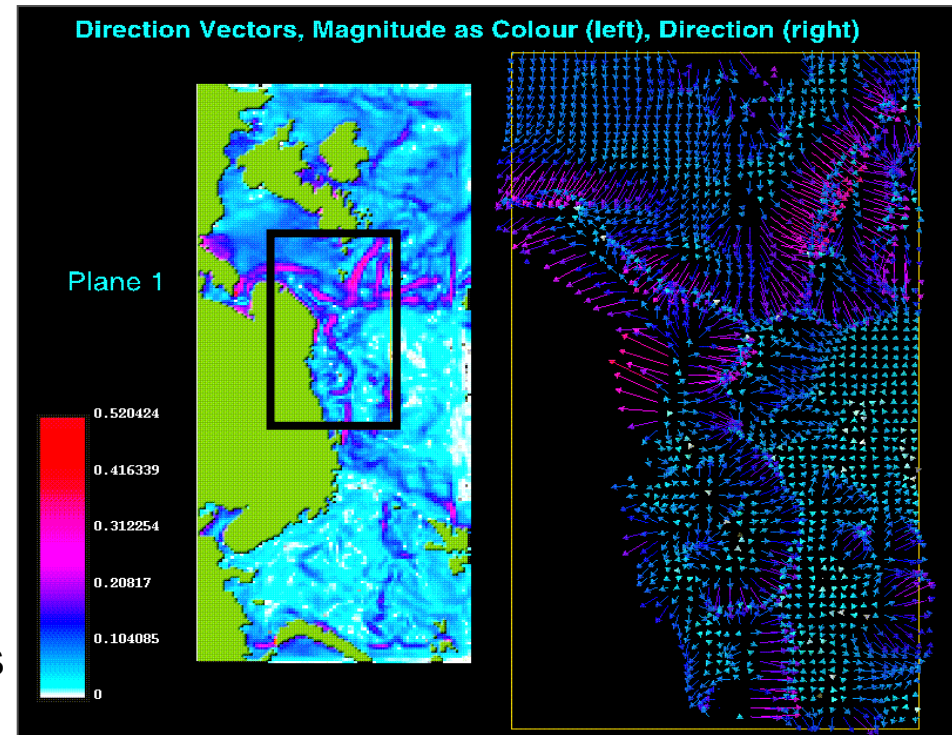 Direction Vectors, Magnitude as Colour (left), Direction (right)
Plane 1
0.520424
0.416339
0.312254
0.20817
0.104085
0
s